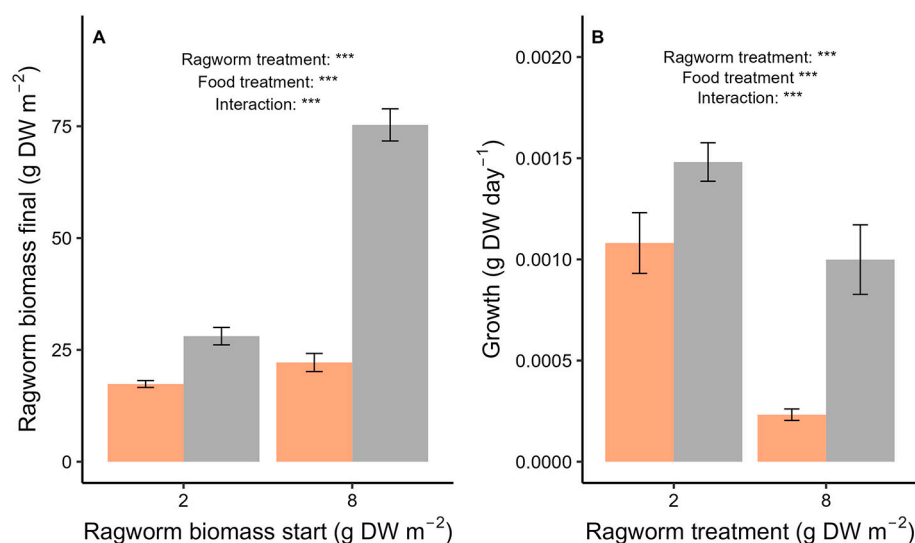 A
Ragworm treatment: ***
Food treatment: ***
Interaction: ***
Ragworm biomass final (g DW m⁻²)
75
50
25
0
2
8
Ragworm biomass start (g DW m⁻²)
B
Ragworm treatment: ***
Food treatment ***
Interaction: ***
Growth (g DW day⁻¹)
0.0020
0.0015
0.0010
0.0005
0.0000
2
8
Ragworm treatment (g DW m⁻²)